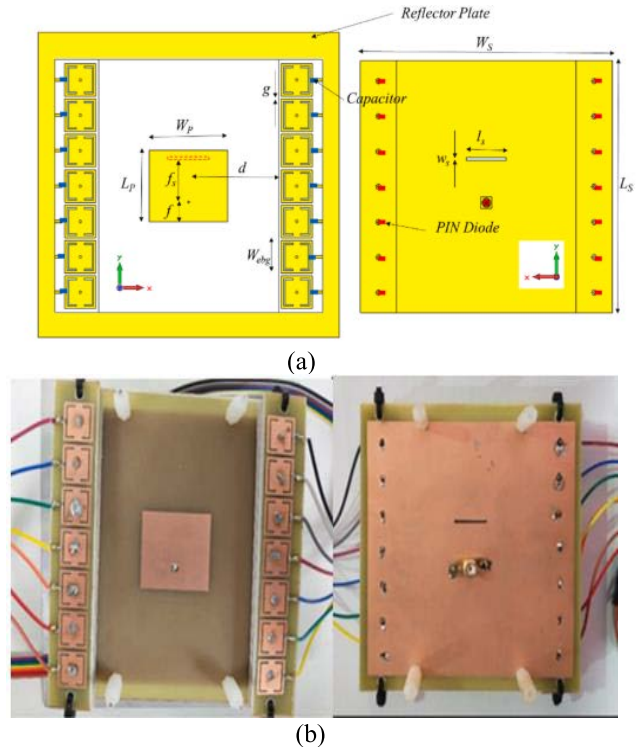 Reflector Plate
W_S
g
Capacitor
W_P
l_s
w_s
L_P
f_s
d
f
L_S
W_ebg
PIN Diode
y
x
y
x
(a)
(b)